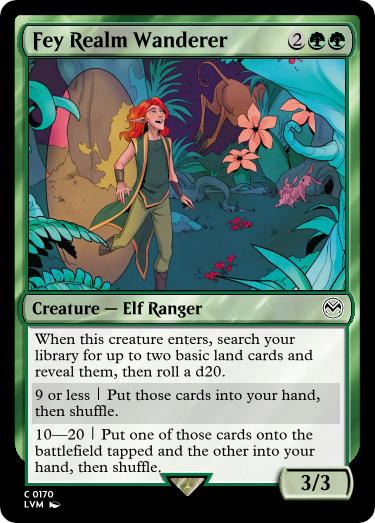 Fey Realm Wanderer 2
Creature — Elf Ranger
When this creature enters, search your
library for up to two basic land cards and
reveal them, then roll a d20.
9 or less | Put those cards into your hand,
then shuffle.
10—20 | Put one of those cards onto the
battlefield tapped and the other into your
hand, then shuffle.
3/3
C 0170
LVM